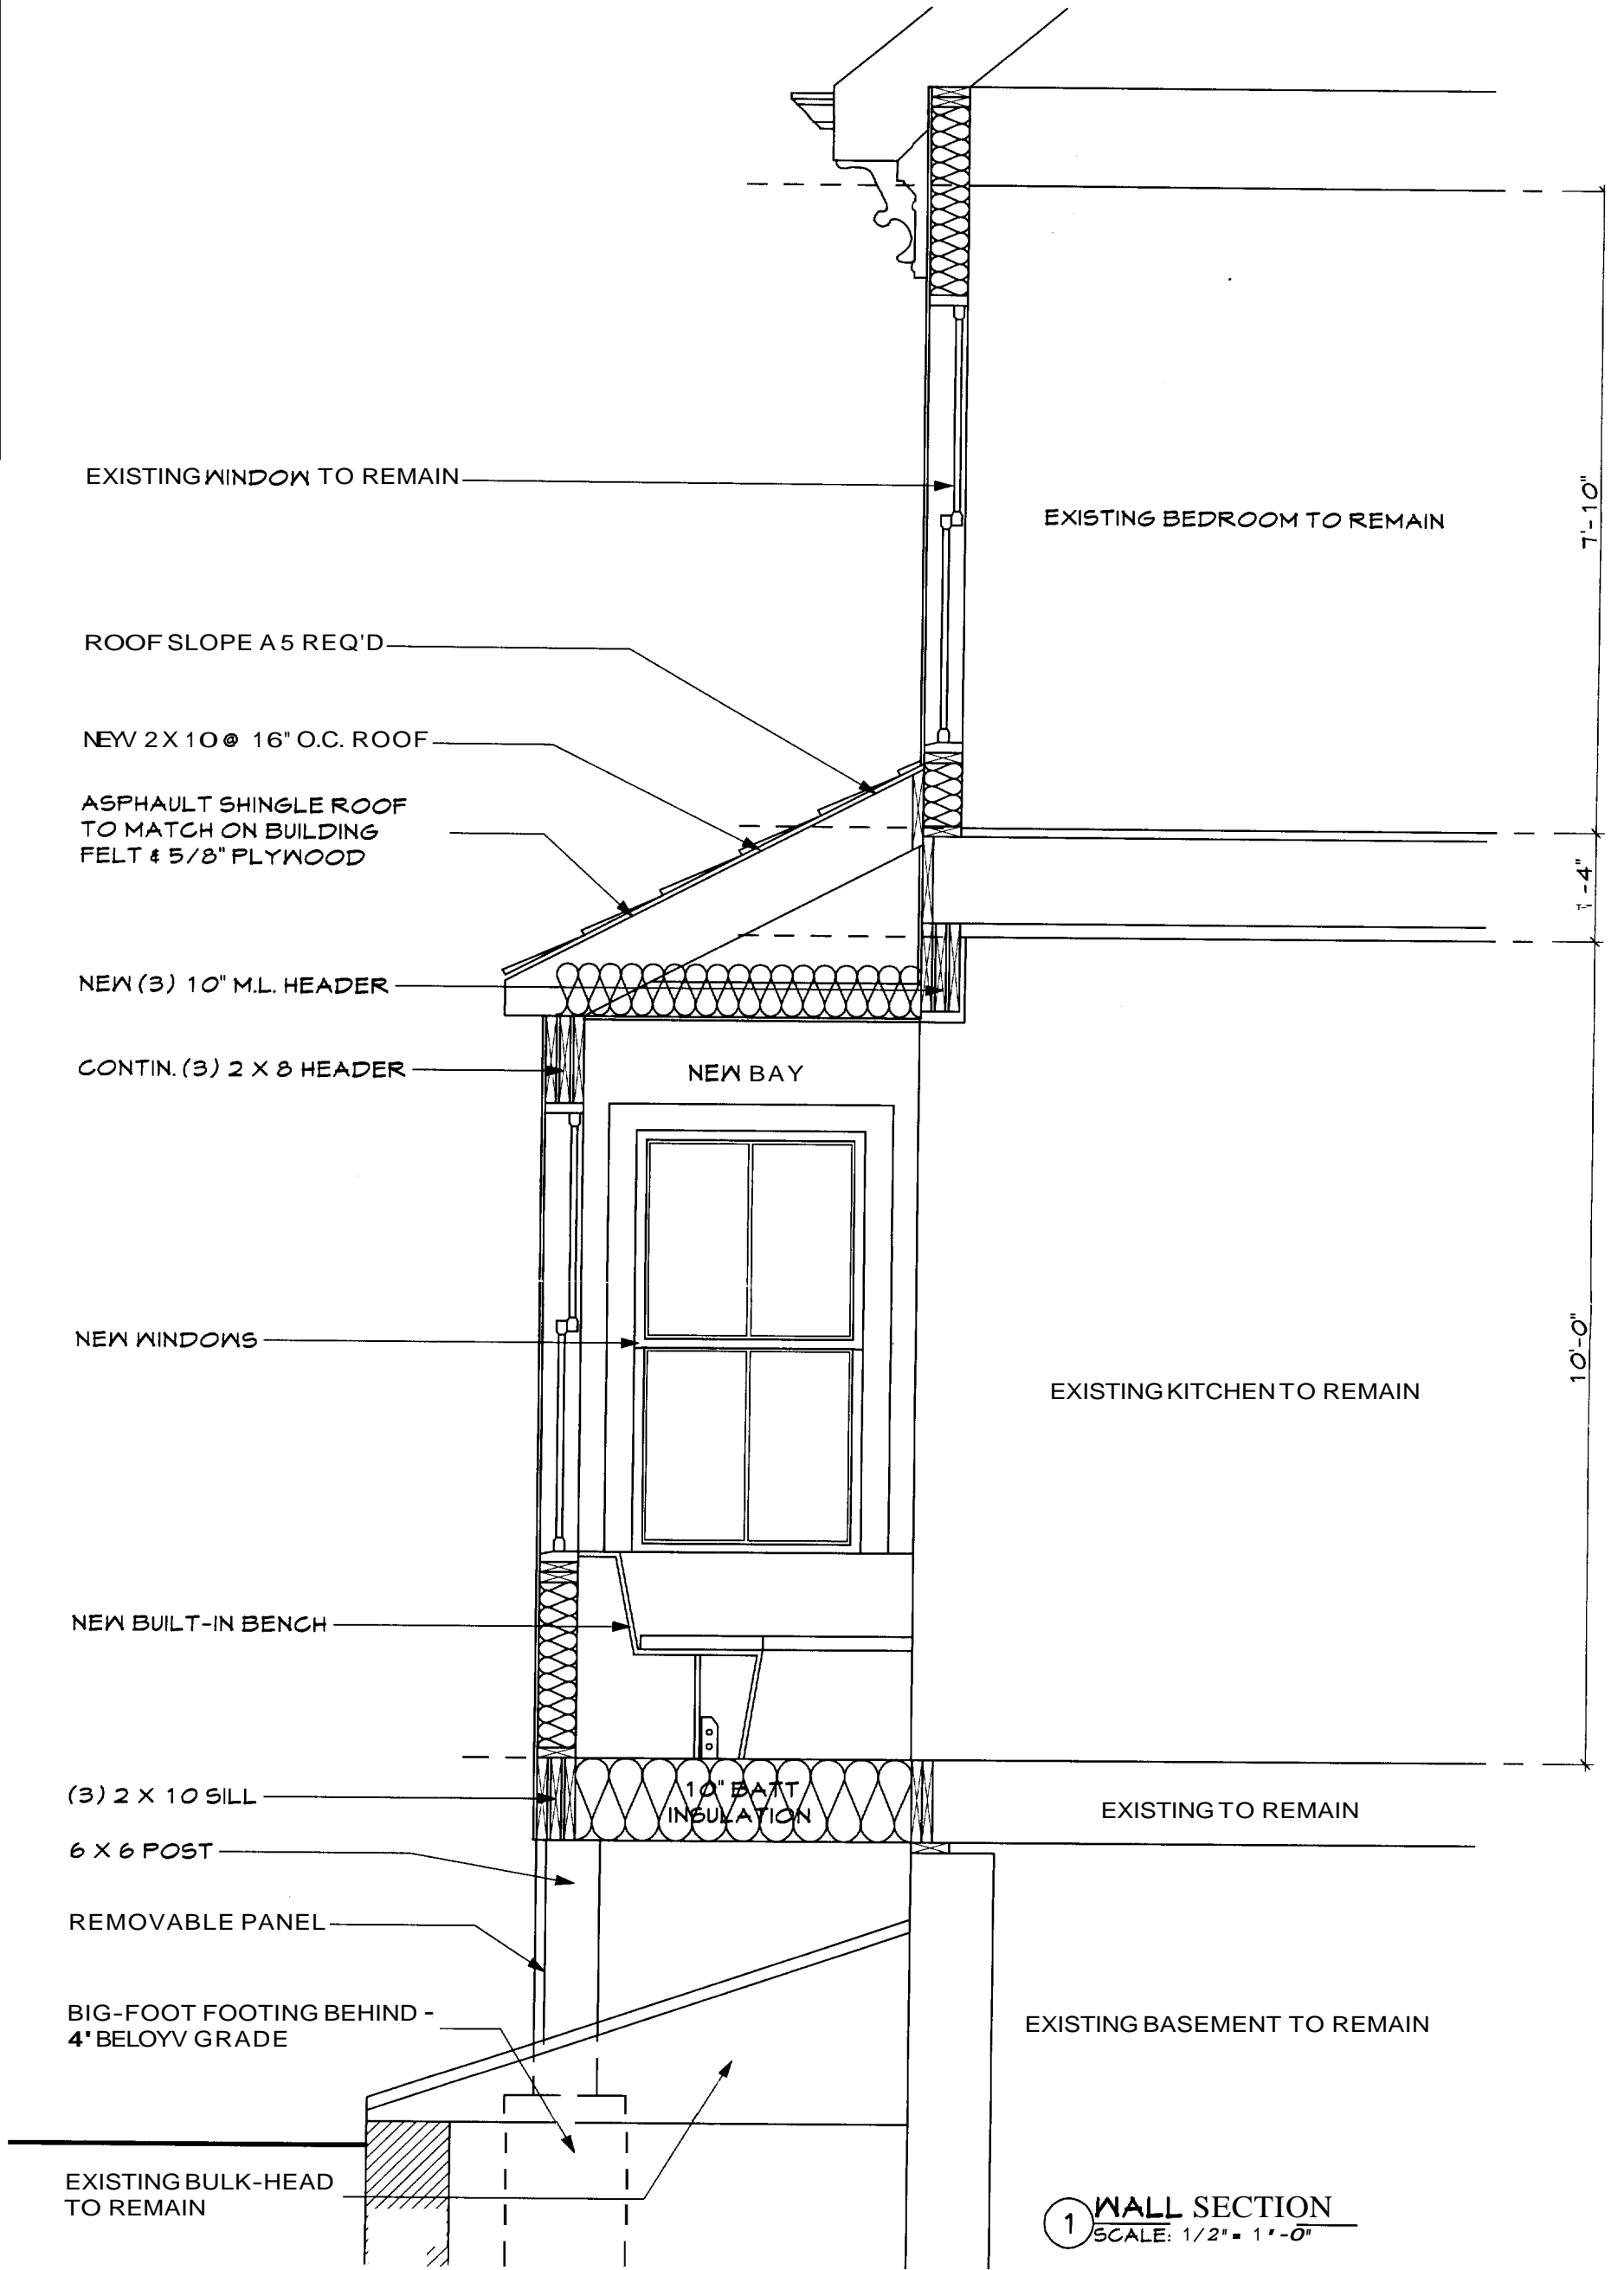 EXISTING WINDOW TO REMAIN
EXISTING BEDROOM TO REMAIN
7'-10"
ROOF SLOPE A5 REQ'D
NEYV 2 X 10 @ 16" O.C. ROOF
ASPHAULT SHINGLE ROOF
TO MATCH ON BUILDING
FELT & 5/8" PLYWOOD
-4"
NEW (3) 10" M.L. HEADER
CONTIN. (3) 2 X 8 HEADER
NEW BAY
NEW WINDOWS
10'-0"
EXISTING KITCHEN TO REMAIN
NEW BUILT-IN BENCH
(3) 2 X 10 SILL
10" BATT
INSULATION
EXISTING TO REMAIN
6 X 6 POST
REMOVABLE PANEL
BIG-FOOT FOOTING BEHIND -
4' BELOYV GRADE
EXISTING BASEMENT TO REMAIN
EXISTING BULK-HEAD
TO REMAIN
1 WALL SECTION
SCALE: 1/2" = 1'-0"